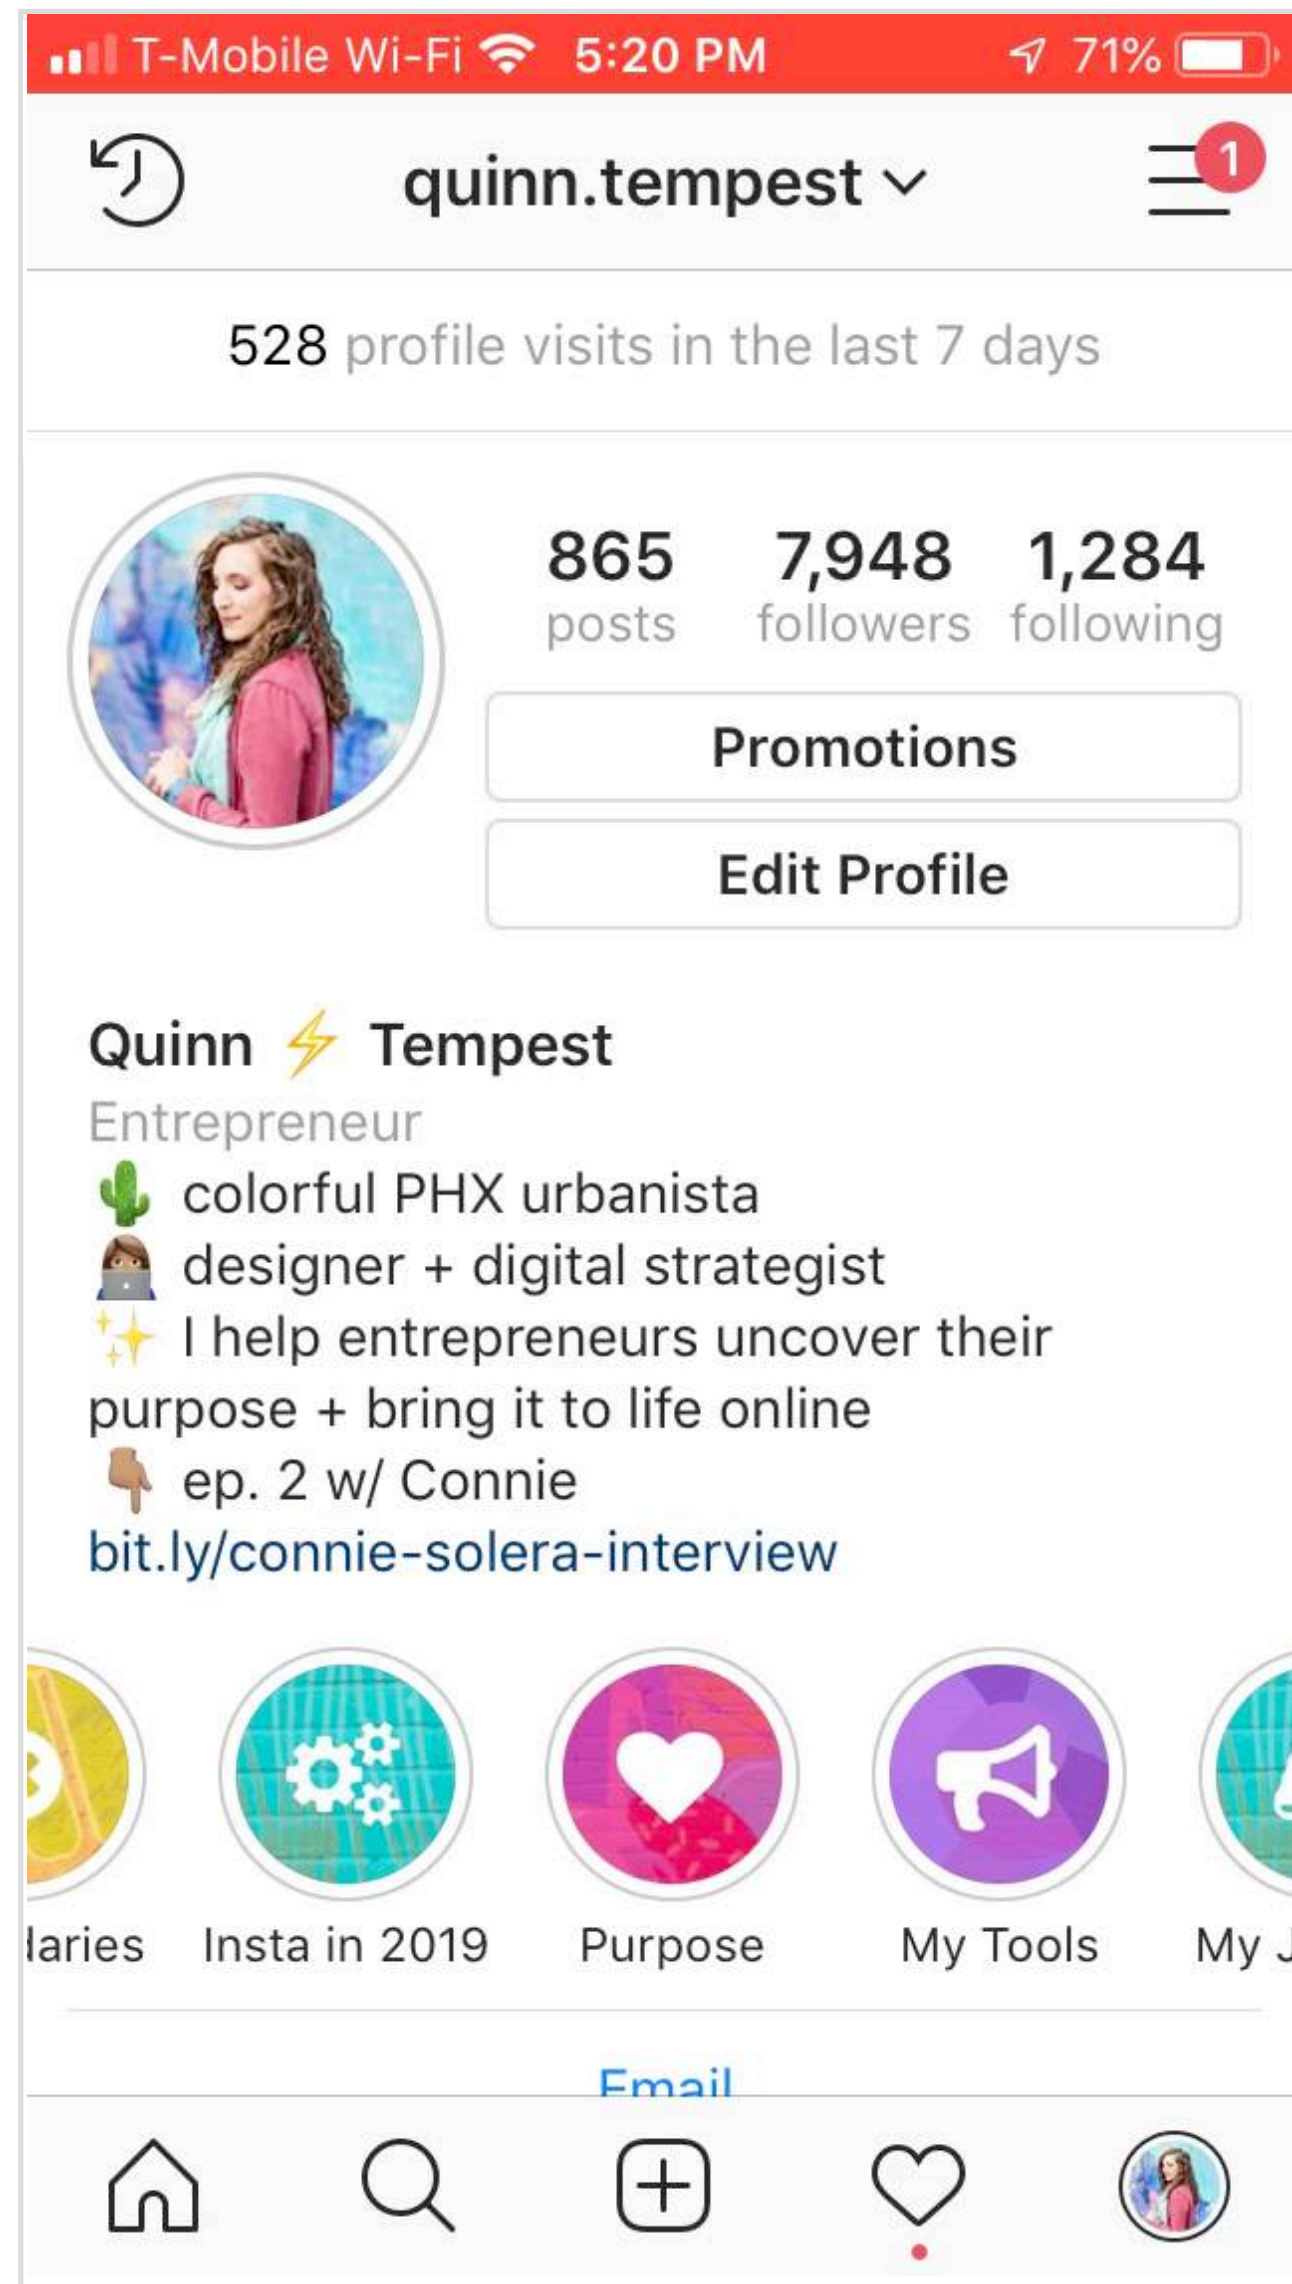 T-Mobile Wi-Fi 5:20 PM 71%
quinn.tempest
1
528 profile visits in the last 7 days
865 7,948 1,284
posts followers following
Promotions
Edit Profile
Quinn ⚡ Tempest
Entrepreneur
🌵 colorful PHX urbanista
👩🏽‍💻 designer + digital strategist
✨ I help entrepreneurs uncover their
purpose + bring it to life online
👇🏽 ep. 2 w/ Connie
bit.ly/connie-solera-interview
Insta in 2019 Purpose My Tools My
Email